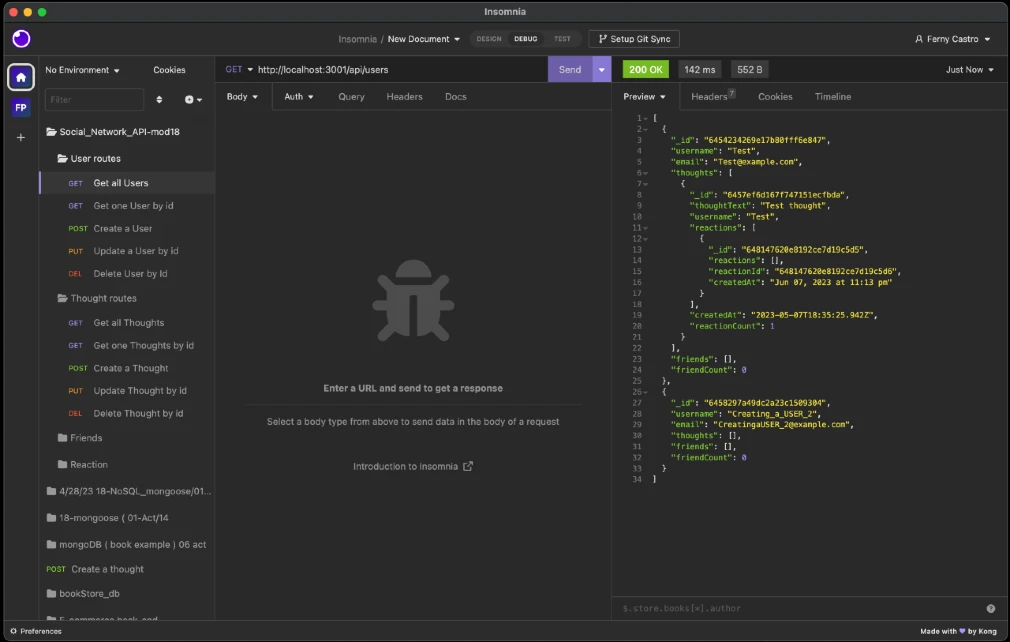 Insomnia
Insomnia / New Document
DESIGN DEBUG TEST
Setup Git Sync
Ferny Castro
FP
No Environment
Cookies
Filter
Social_Network_API-mod18
User routes
GET Get all Users
GET Get one User by id
POST Create a User
PUT Update a User by id
DEL Delete User by Id
Thought routes
GET Get all Thoughts
GET Get one Thoughts by id
POST Create a Thought
PUT Update Thought by id
DEL Delete Thought by id
Friends
Reaction
4/28/23 18-NoSQL_mongoose/01...
18-mongoose ( 01-Act/14
mongoDB ( book example ) 06 act
POST Create a thought
bookStore_db
Preferences
GET http://localhost:3001/api/users
Send
Body Auth Query Headers Docs
Enter a URL and send to get a response
Select a body type from above to send data in the body of a request
Introduction to Insomnia
200 OK 142 ms 552 B
Just Now
Preview Headers 7 Cookies Timeline
1 [
2 {
3 "_id": "6454234269e17b80fff6e847",
4 "username": "Test",
5 "email": "Test@example.com",
6 "thoughts": [
7 {
8 "_id": "6457ef6d167f747151ecfbda",
9 "thoughtText": "Test thought",
10 "username": "Test",
11 "reactions": [
12 {
13 "_id": "648147620e8192ce7d19c5d5",
14 "reactions": [],
15 "reactionId": "648147620e8192ce7d19c5d6",
16 "createdAt": "Jun 07, 2023 at 11:13 pm"
17 }
18 ],
19 "createdAt": "2023-05-07T18:35:25.942Z",
20 "reactionCount": 1
21 }
22 ],
23 "friends": [],
24 "friendCount": 0
25 },
26 {
27 "_id": "6458297a49dc2a23c1509304",
28 "username": "Creating_a_USER_2",
29 "email": "CreatingaUSER_2@example.com",
30 "thoughts": [],
31 "friends": [],
32 "friendCount": 0
33 }
34 ]
$.store.books[*].author
Made with ♥ by Kong